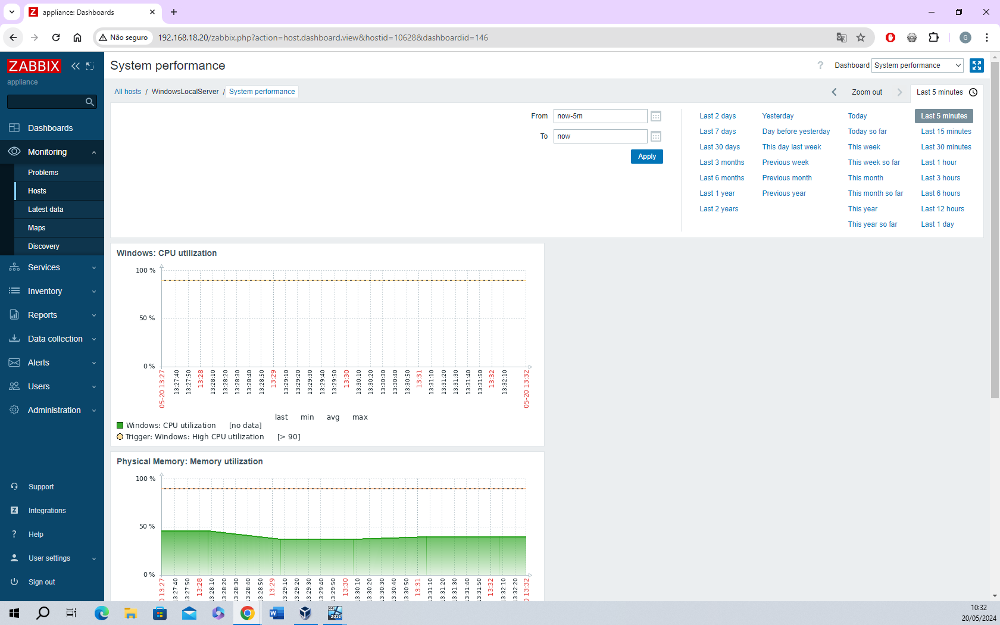 appliance: Dashboards
Não seguro
192.168.18.20/zabbix.php?action=host.dashboard.view&hostid=10628&dashboardid=146
G
ZABBIX
appliance
Dashboards
Monitoring
Problems
Hosts
Latest data
Maps
Discovery
Services
Inventory
Reports
Data collection
Alerts
Users
Administration
Support
Integrations
Help
User settings
Sign out
System performance
? Dashboard System performance
All hosts / WindowsLocalServer / System performance
Zoom out Last 5 minutes
From now-5m
To now
Apply
Last 2 days Yesterday Today Last 5 minutes
Last 7 days Day before yesterday Today so far Last 15 minutes
Last 30 days This day last week This week Last 30 minutes
Last 3 months Previous week This week so far Last 1 hour
Last 6 months Previous month This month Last 3 hours
Last 1 year Previous year This month so far Last 6 hours
Last 2 years This year Last 12 hours
This year so far Last 1 day
Windows: CPU utilization
100 %
50 %
0 %
05-20 13:27 13:27:40 13:27:50 13:28 13:28:10 13:28:20 13:28:30 13:28:40 13:28:50 13:29 13:29:10 13:29:20 13:29:30 13:29:40 13:29:50 13:30 13:30:10 13:30:20 13:30:30 13:30:40 13:30:50 13:31 13:31:10 13:31:20 13:31:30 13:31:40 13:31:50 13:32 13:32:10 05-20 13:32
last min avg max
Windows: CPU utilization [no data]
Trigger: Windows: High CPU utilization [> 90]
Physical Memory: Memory utilization
100 %
50 %
0 %
0 13:27 13:27:40 13:27:50 13:28 13:28:10 13:28:20 13:28:30 13:28:40 13:28:50 13:29 13:29:10 13:29:20 13:29:30 13:29:40 13:29:50 13:30 13:30:10 13:30:20 13:30:30 13:30:40 13:30:50 13:31 13:31:10 13:31:20 13:31:30 13:31:40 13:31:50 13:32 13:32:10 13:32:20 0 13:32
2012
10:32
20/05/2024